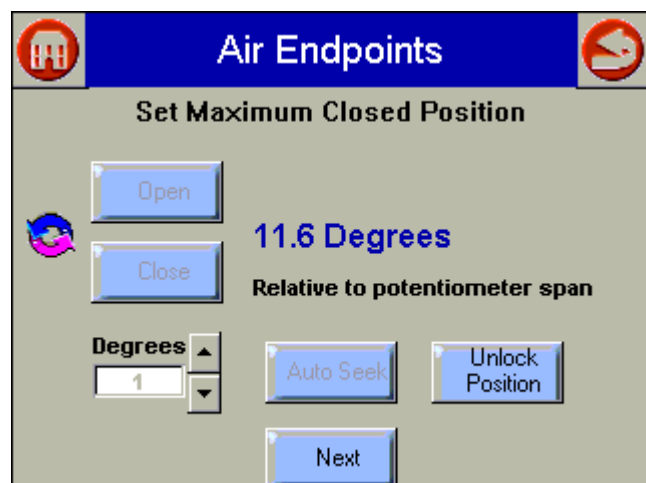 Air Endpoints
Set Maximum Closed Position
Open
Close
11.6 Degrees
Relative to potentiometer span
Degrees
1
Auto Seek
Unlock
Position
Next